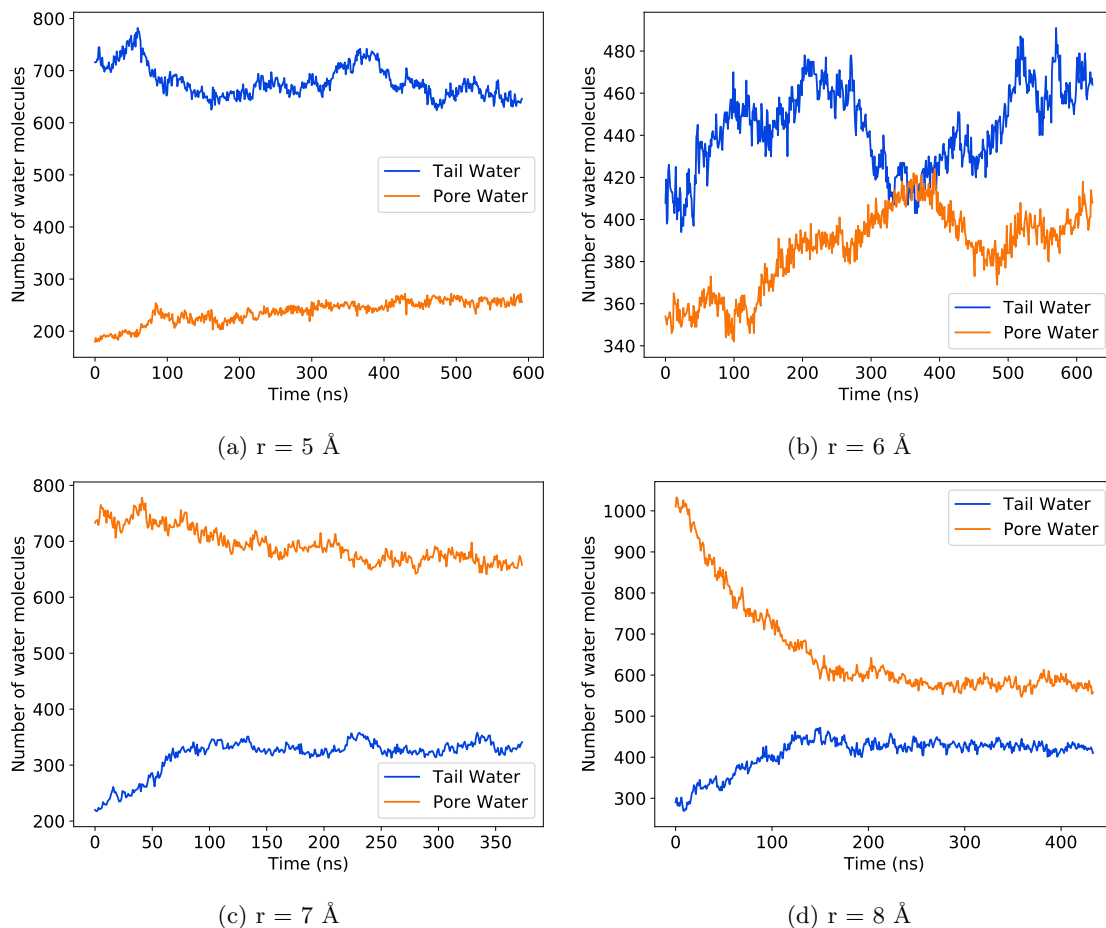 800
700
600
500
400
300
200
Number of water molecules
Tail Water
Pore Water
0 100 200 300 400 500 600
Time (ns)
(a) r = 5 Å
480
460
440
420
400
380
360
340
Number of water molecules
Tail Water
Pore Water
0 100 200 300 400 500 600
Time (ns)
(b) r = 6 Å
800
700
600
500
400
300
200
Number of water molecules
Tail Water
Pore Water
0 50 100 150 200 250 300 350
Time (ns)
(c) r = 7 Å
1000
900
800
700
600
500
400
300
Number of water molecules
Tail Water
Pore Water
0 100 200 300 400
Time (ns)
(d) r = 8 Å